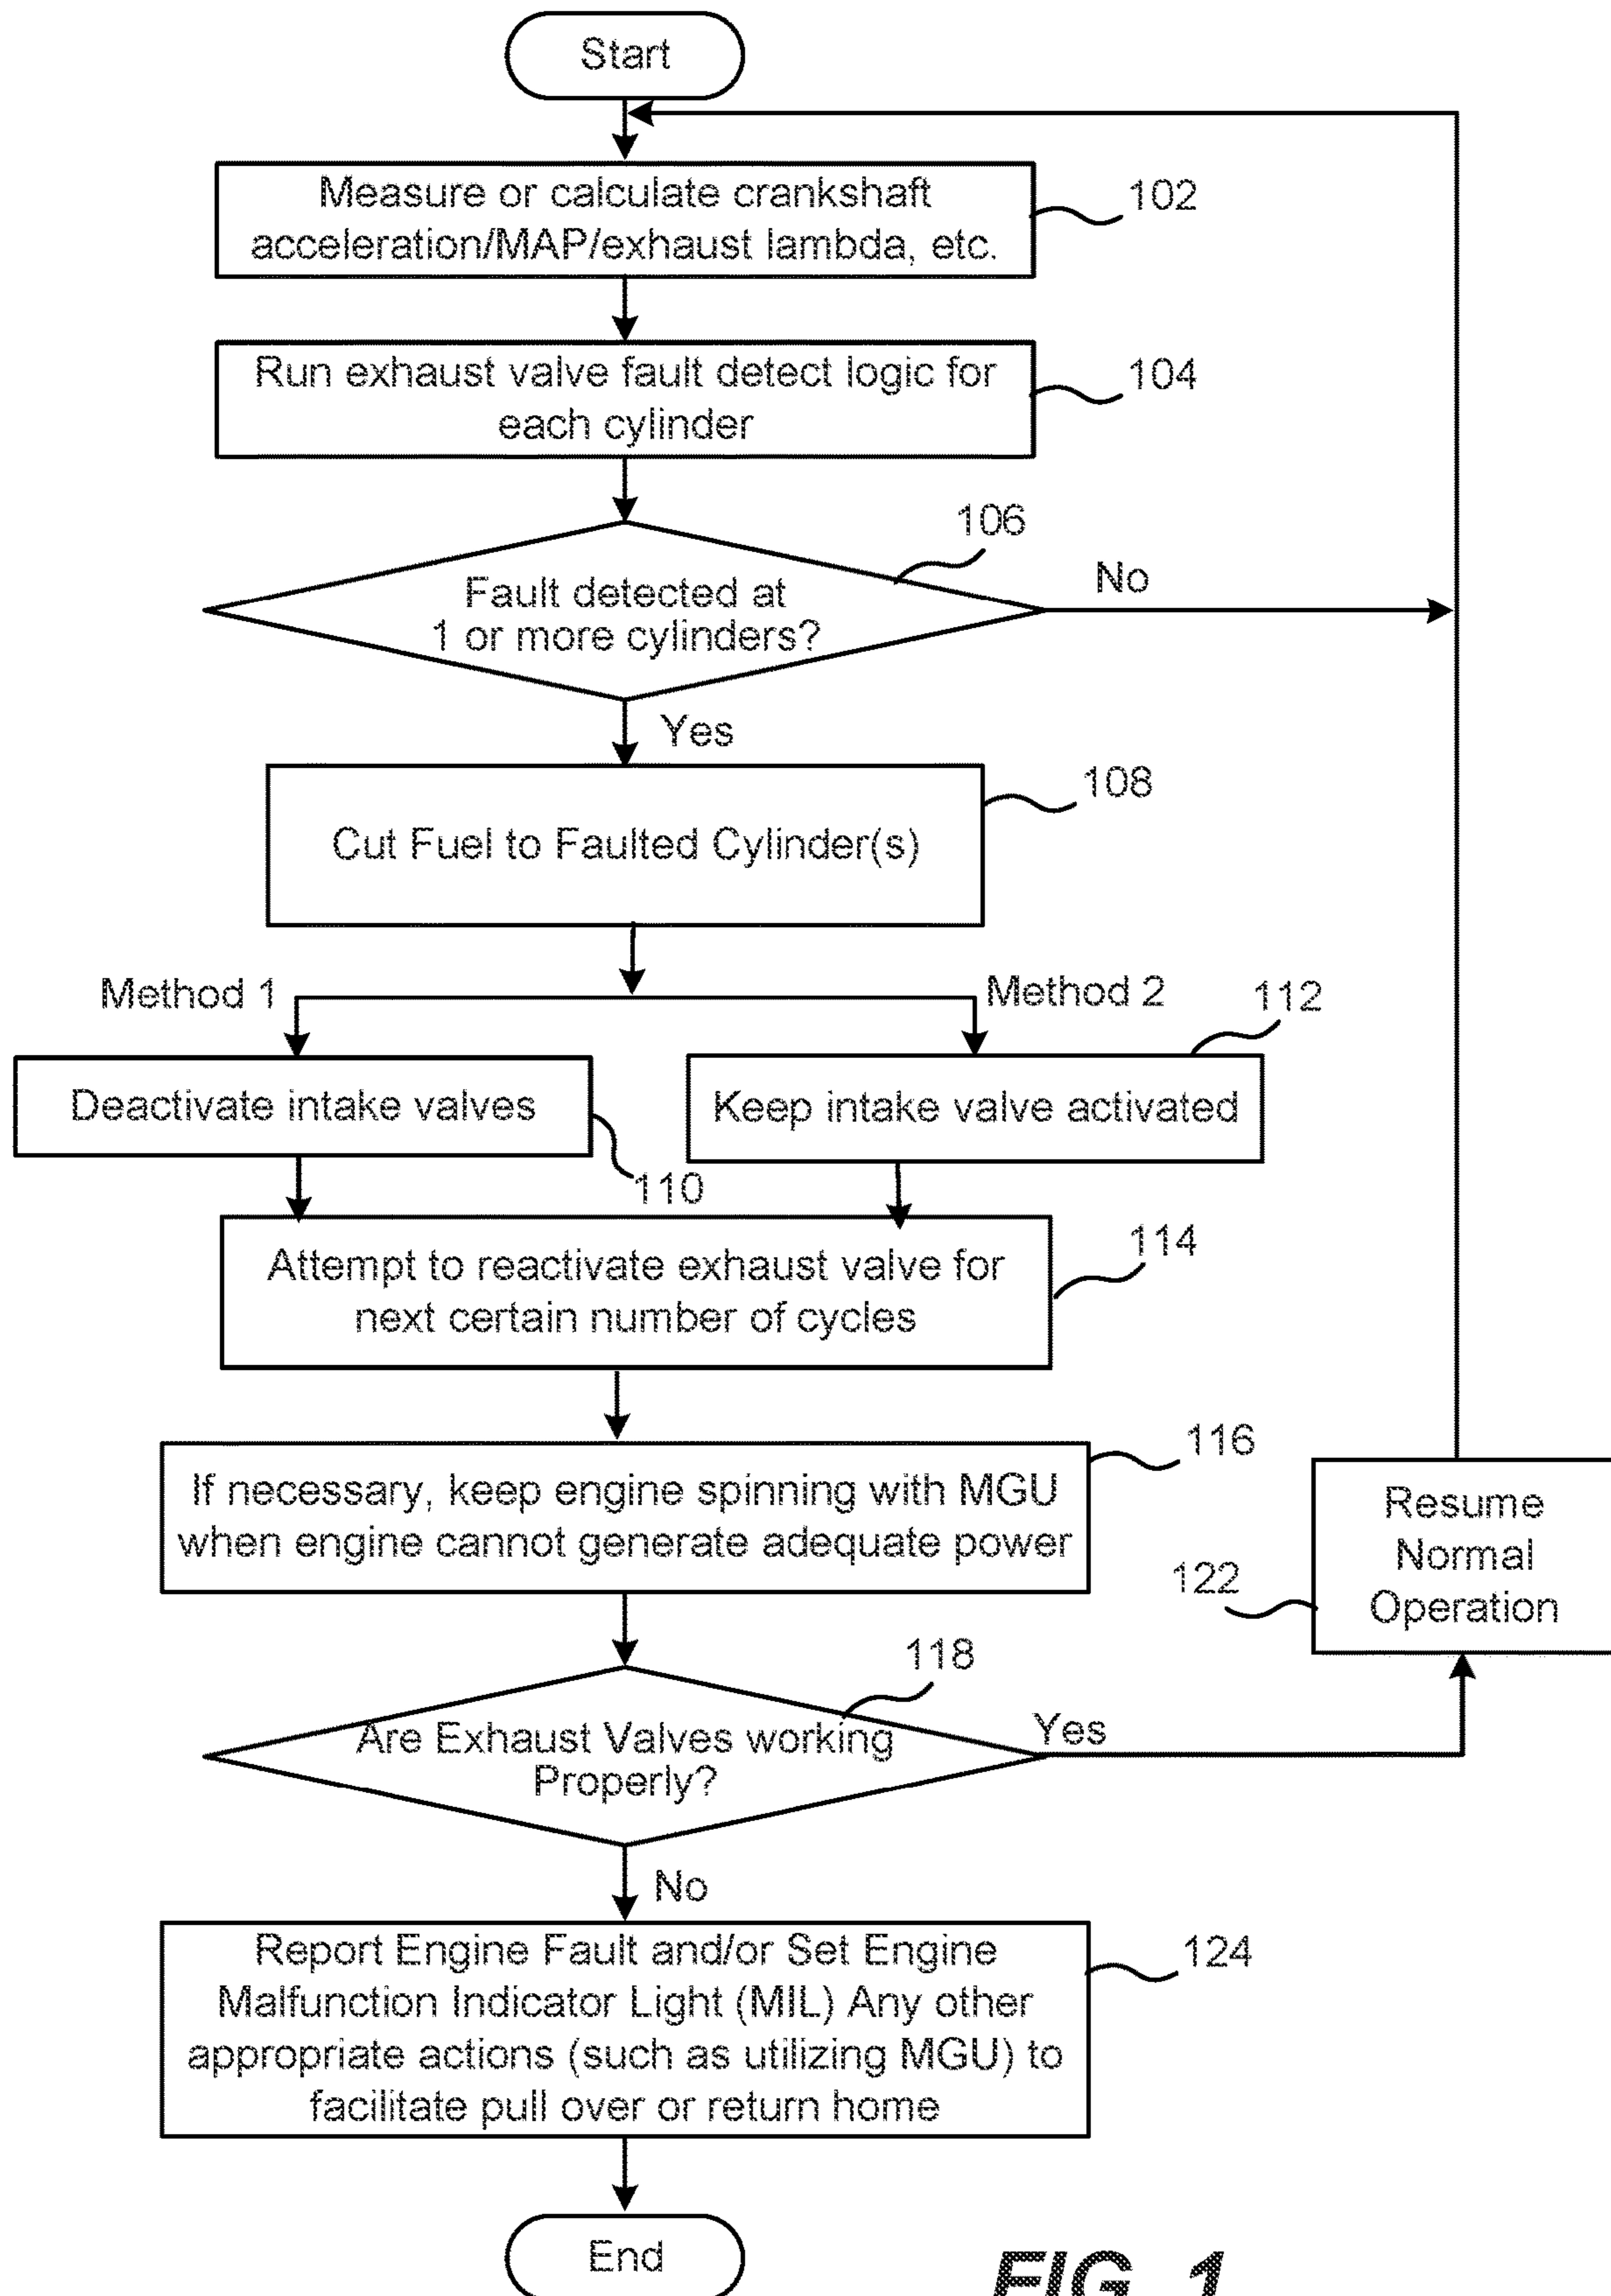 Start
Measure or calculate crankshaft
acceleration/MAP/exhaust lambda, etc.
102
Run exhaust valve fault detect logic for
each cylinder
104
106
Fault detected at
1 or more cylinders?
No
Yes
Cut Fuel to Faulted Cylinder(s)
108
Method 1
Method 2
112
Deactivate intake valves
110
Keep intake valve activated
Attempt to reactivate exhaust valve for
next certain number of cycles
114
If necessary, keep engine spinning with MGU
when engine cannot generate adequate power
116
Resume
Normal
Operation
122
118
Are Exhaust Valves working
Properly?
Yes
No
Report Engine Fault and/or Set Engine
Malfunction Indicator Light (MIL) Any other
appropriate actions (such as utilizing MGU) to
facilitate pull over or return home
124
End
FIG. 1